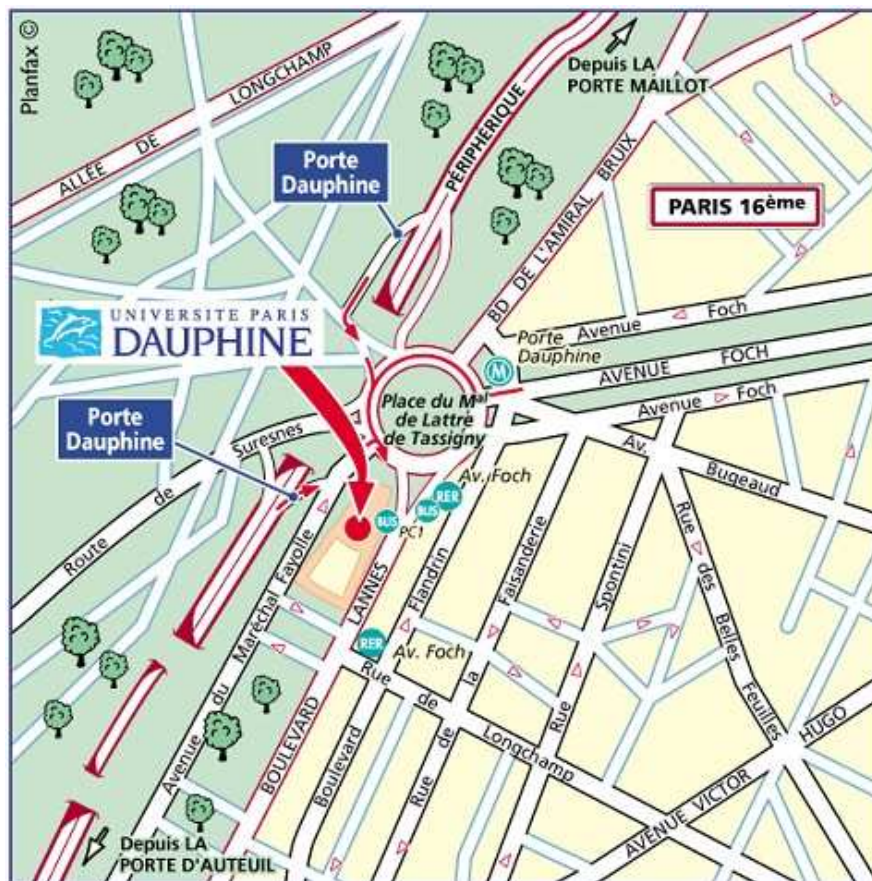 Planfax ©
Depuis LA
PORTE MAILLOT
ALLÉE DE LONGCHAMP
PÉRIPHÉRIQUE
Porte
Dauphine
BD DE L'AMIRAL BRUIX
PARIS 16ème
UNIVERSITE PARIS
DAUPHINE
Avenue Foch
Porte
Dauphine
M
AVENUE FOCH
Avenue Foch
Place du Mal
de Lattre
de Tassigny
Porte
Dauphine
Route de Suresnes
Av. Bugeaud
Av. Foch
RER
BUS
BUS
PC1
Avenue du Maréchal Fayolle
BOULEVARD LANNES
Boulevard Flandrin
Rue de la Faisanderie
Rue Spontini
Rue des Belles Feuilles
RER
Av. Foch
Rue de Longchamp
AVENUE VICTOR HUGO
Depuis LA
PORTE D'AUTEUIL